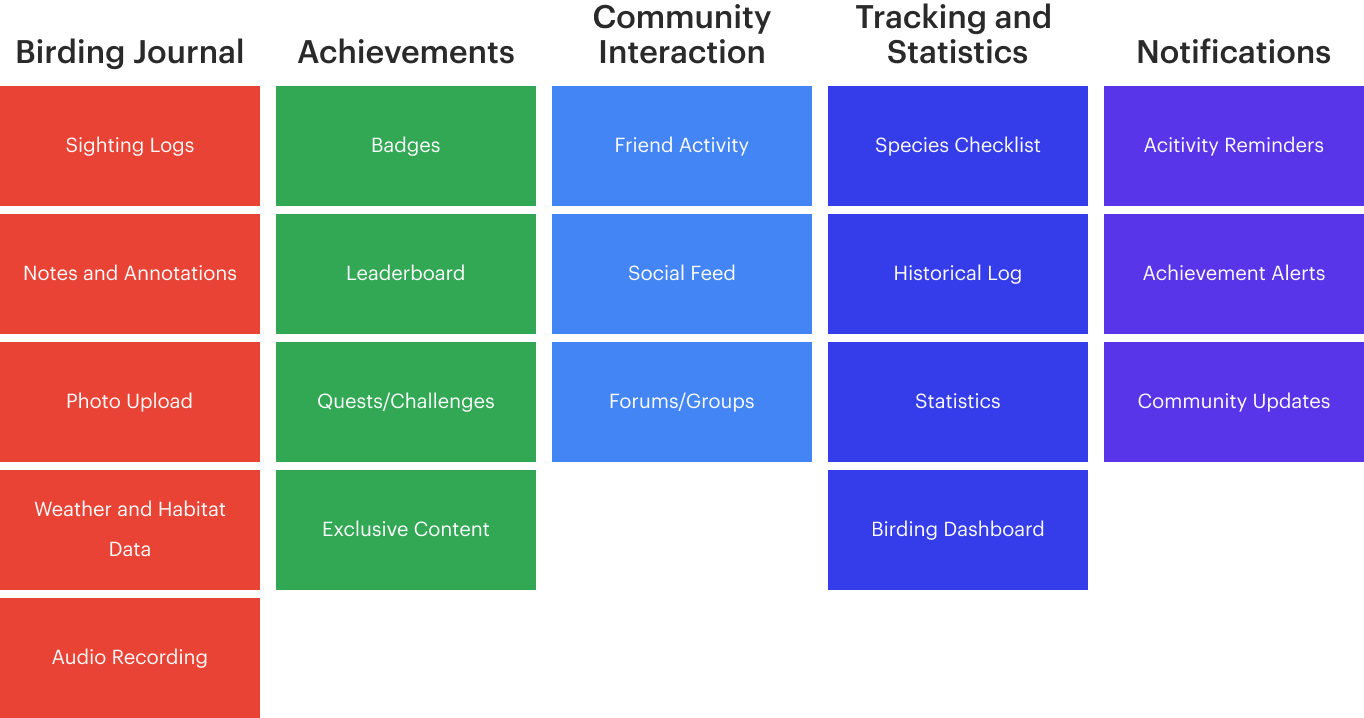 Birding Journal
Sighting Logs
Notes and Annotations
Photo Upload
Weather and Habitat
Data
Audio Recording
Achievements
Badges
Leaderboard
Quests/Challenges
Exclusive Content
Community
Interaction
Friend Activity
Social Feed
Forums/Groups
Tracking and
Statistics
Species Checklist
Historical Log
Statistics
Birding Dashboard
Notifications
Acitivity Reminders
Achievement Alerts
Community Updates